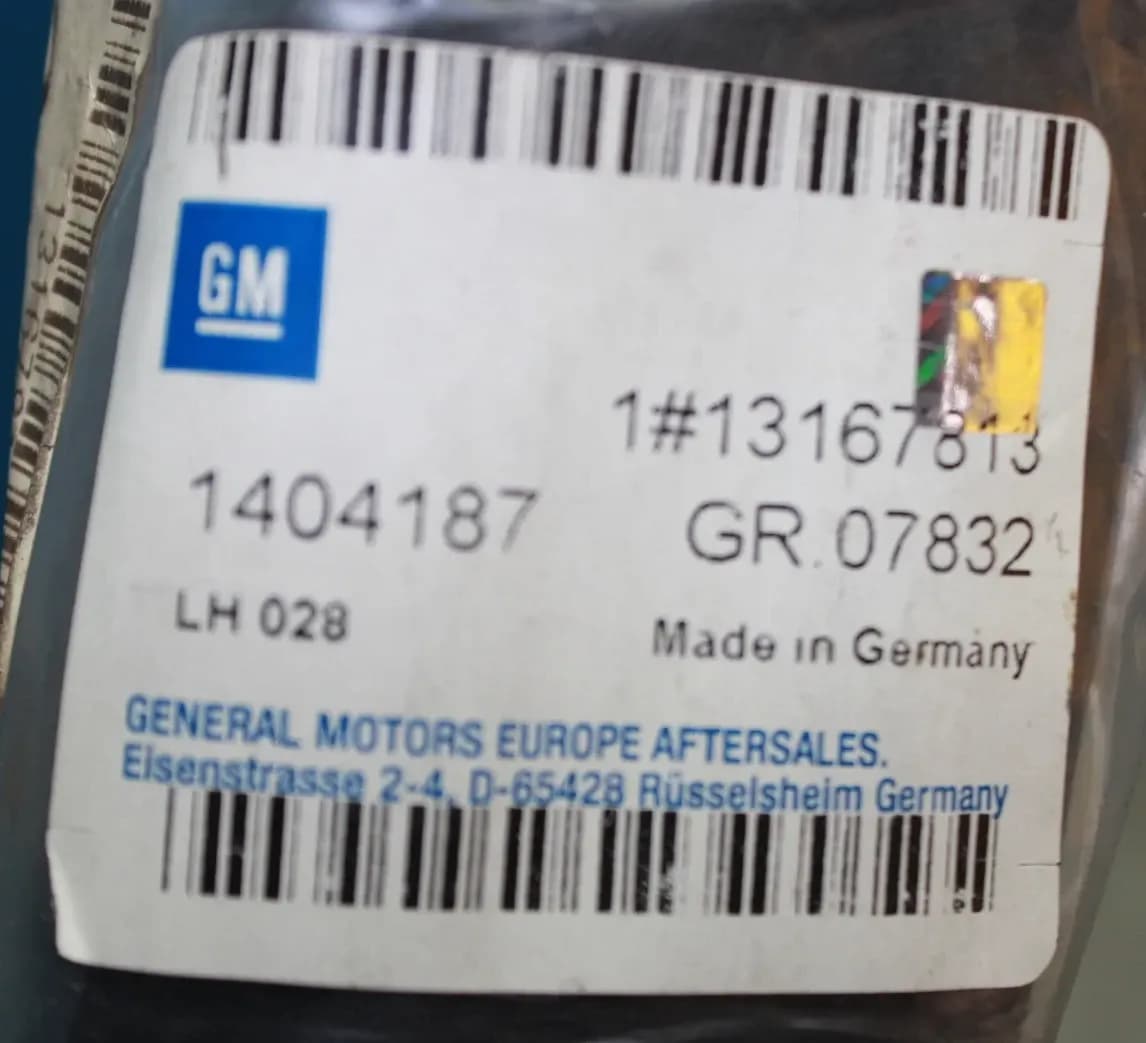 GM
1#13167813
1404187
GR.07832
LH 028
Made in Germany
GENERAL MOTORS EUROPE AFTERSALES.
Eisenstrasse 2-4, D-65428 Rüsselsheim Germany